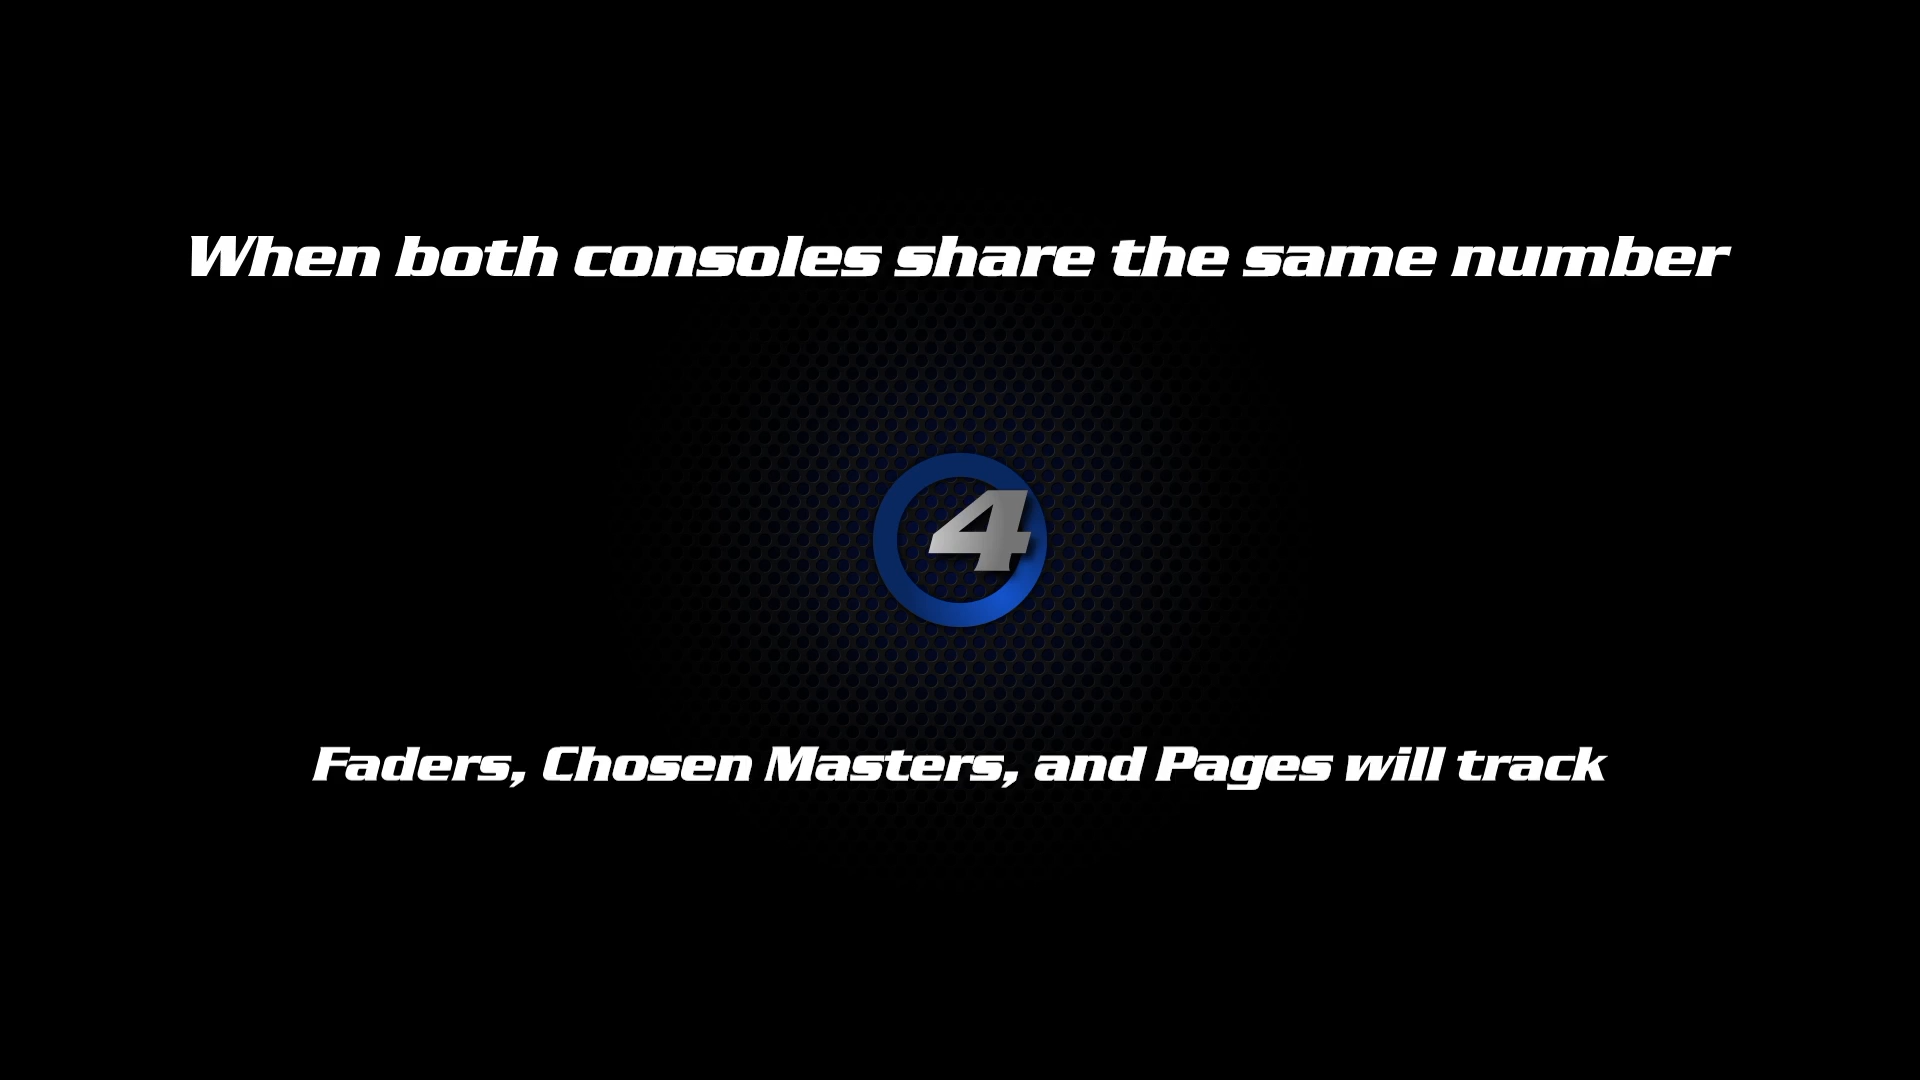 When both consoles share the same number
4
Faders, Chosen Masters, and Pages will track